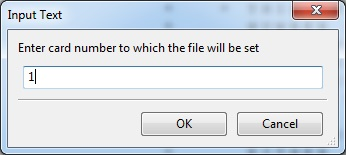 Input Text
Enter card number to which the file will be set
1
OK
Cancel